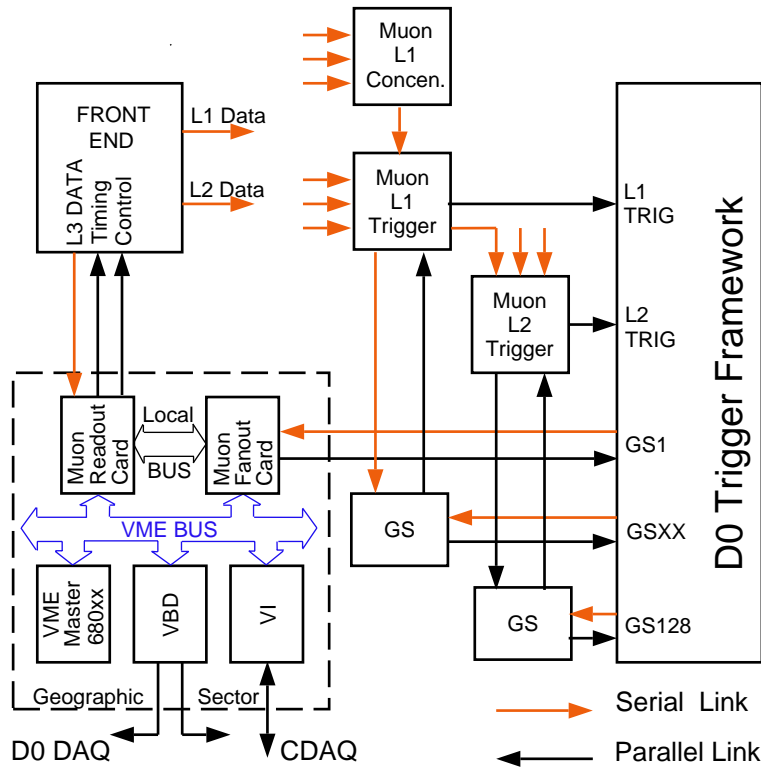 Muon
L1
Concen.
FRONT
END
L1 Data
L2 Data
L3 DATA
Timing
Control
Muon
L1
Trigger
L1
TRIG
Muon
L2
Trigger
L2
TRIG
D0 Trigger Framework
Muon
Readout
Card
Local
BUS
Muon
Fanout
Card
GS1
VME BUS
GS
GSXX
VME
Master
680xx
VBD
VI
GS
GS128
Geographic Sector
D0 DAQ
CDAQ
Serial Link
Parallel Link